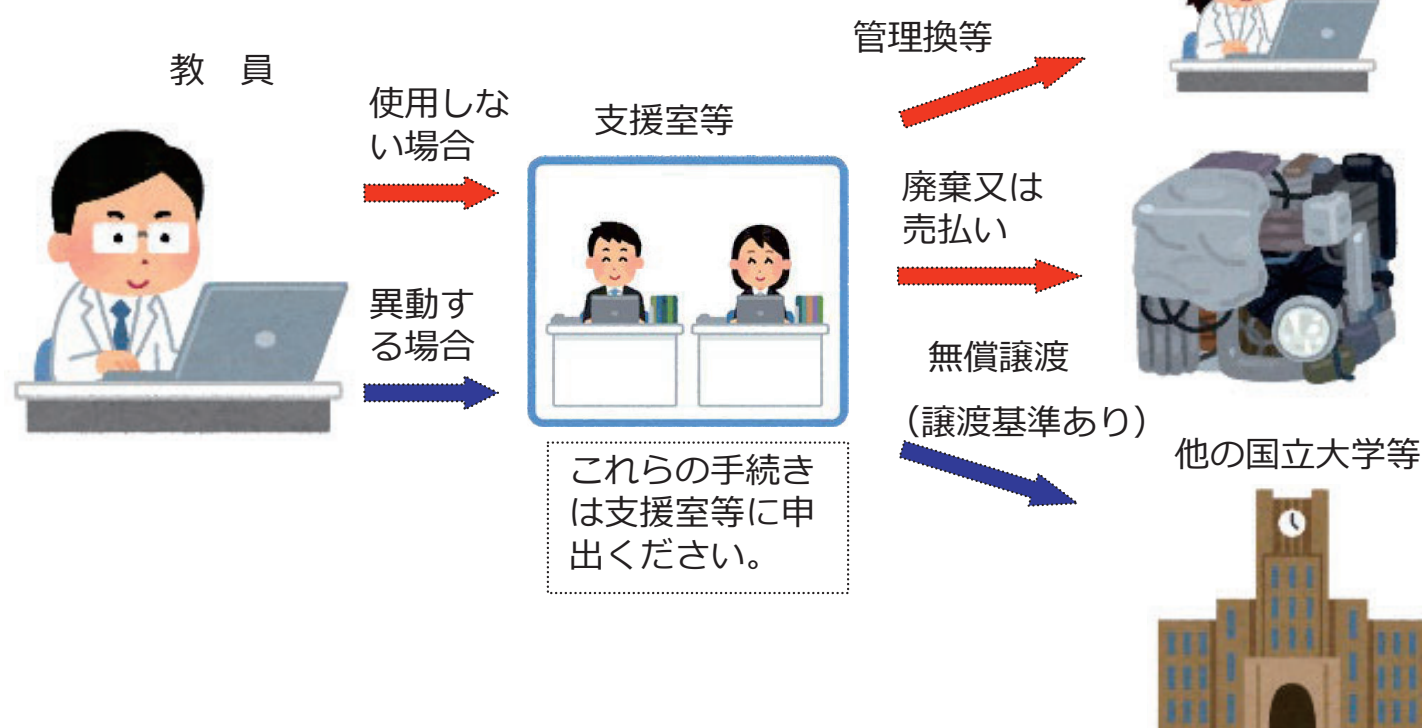 教　員
使用しな
い場合
異動す
る場合
支援室等
これらの手続き
は支援室等に申
出ください。
管理換等
廃棄又は
売払い
無償譲渡
（譲渡基準あり）
他の国立大学等